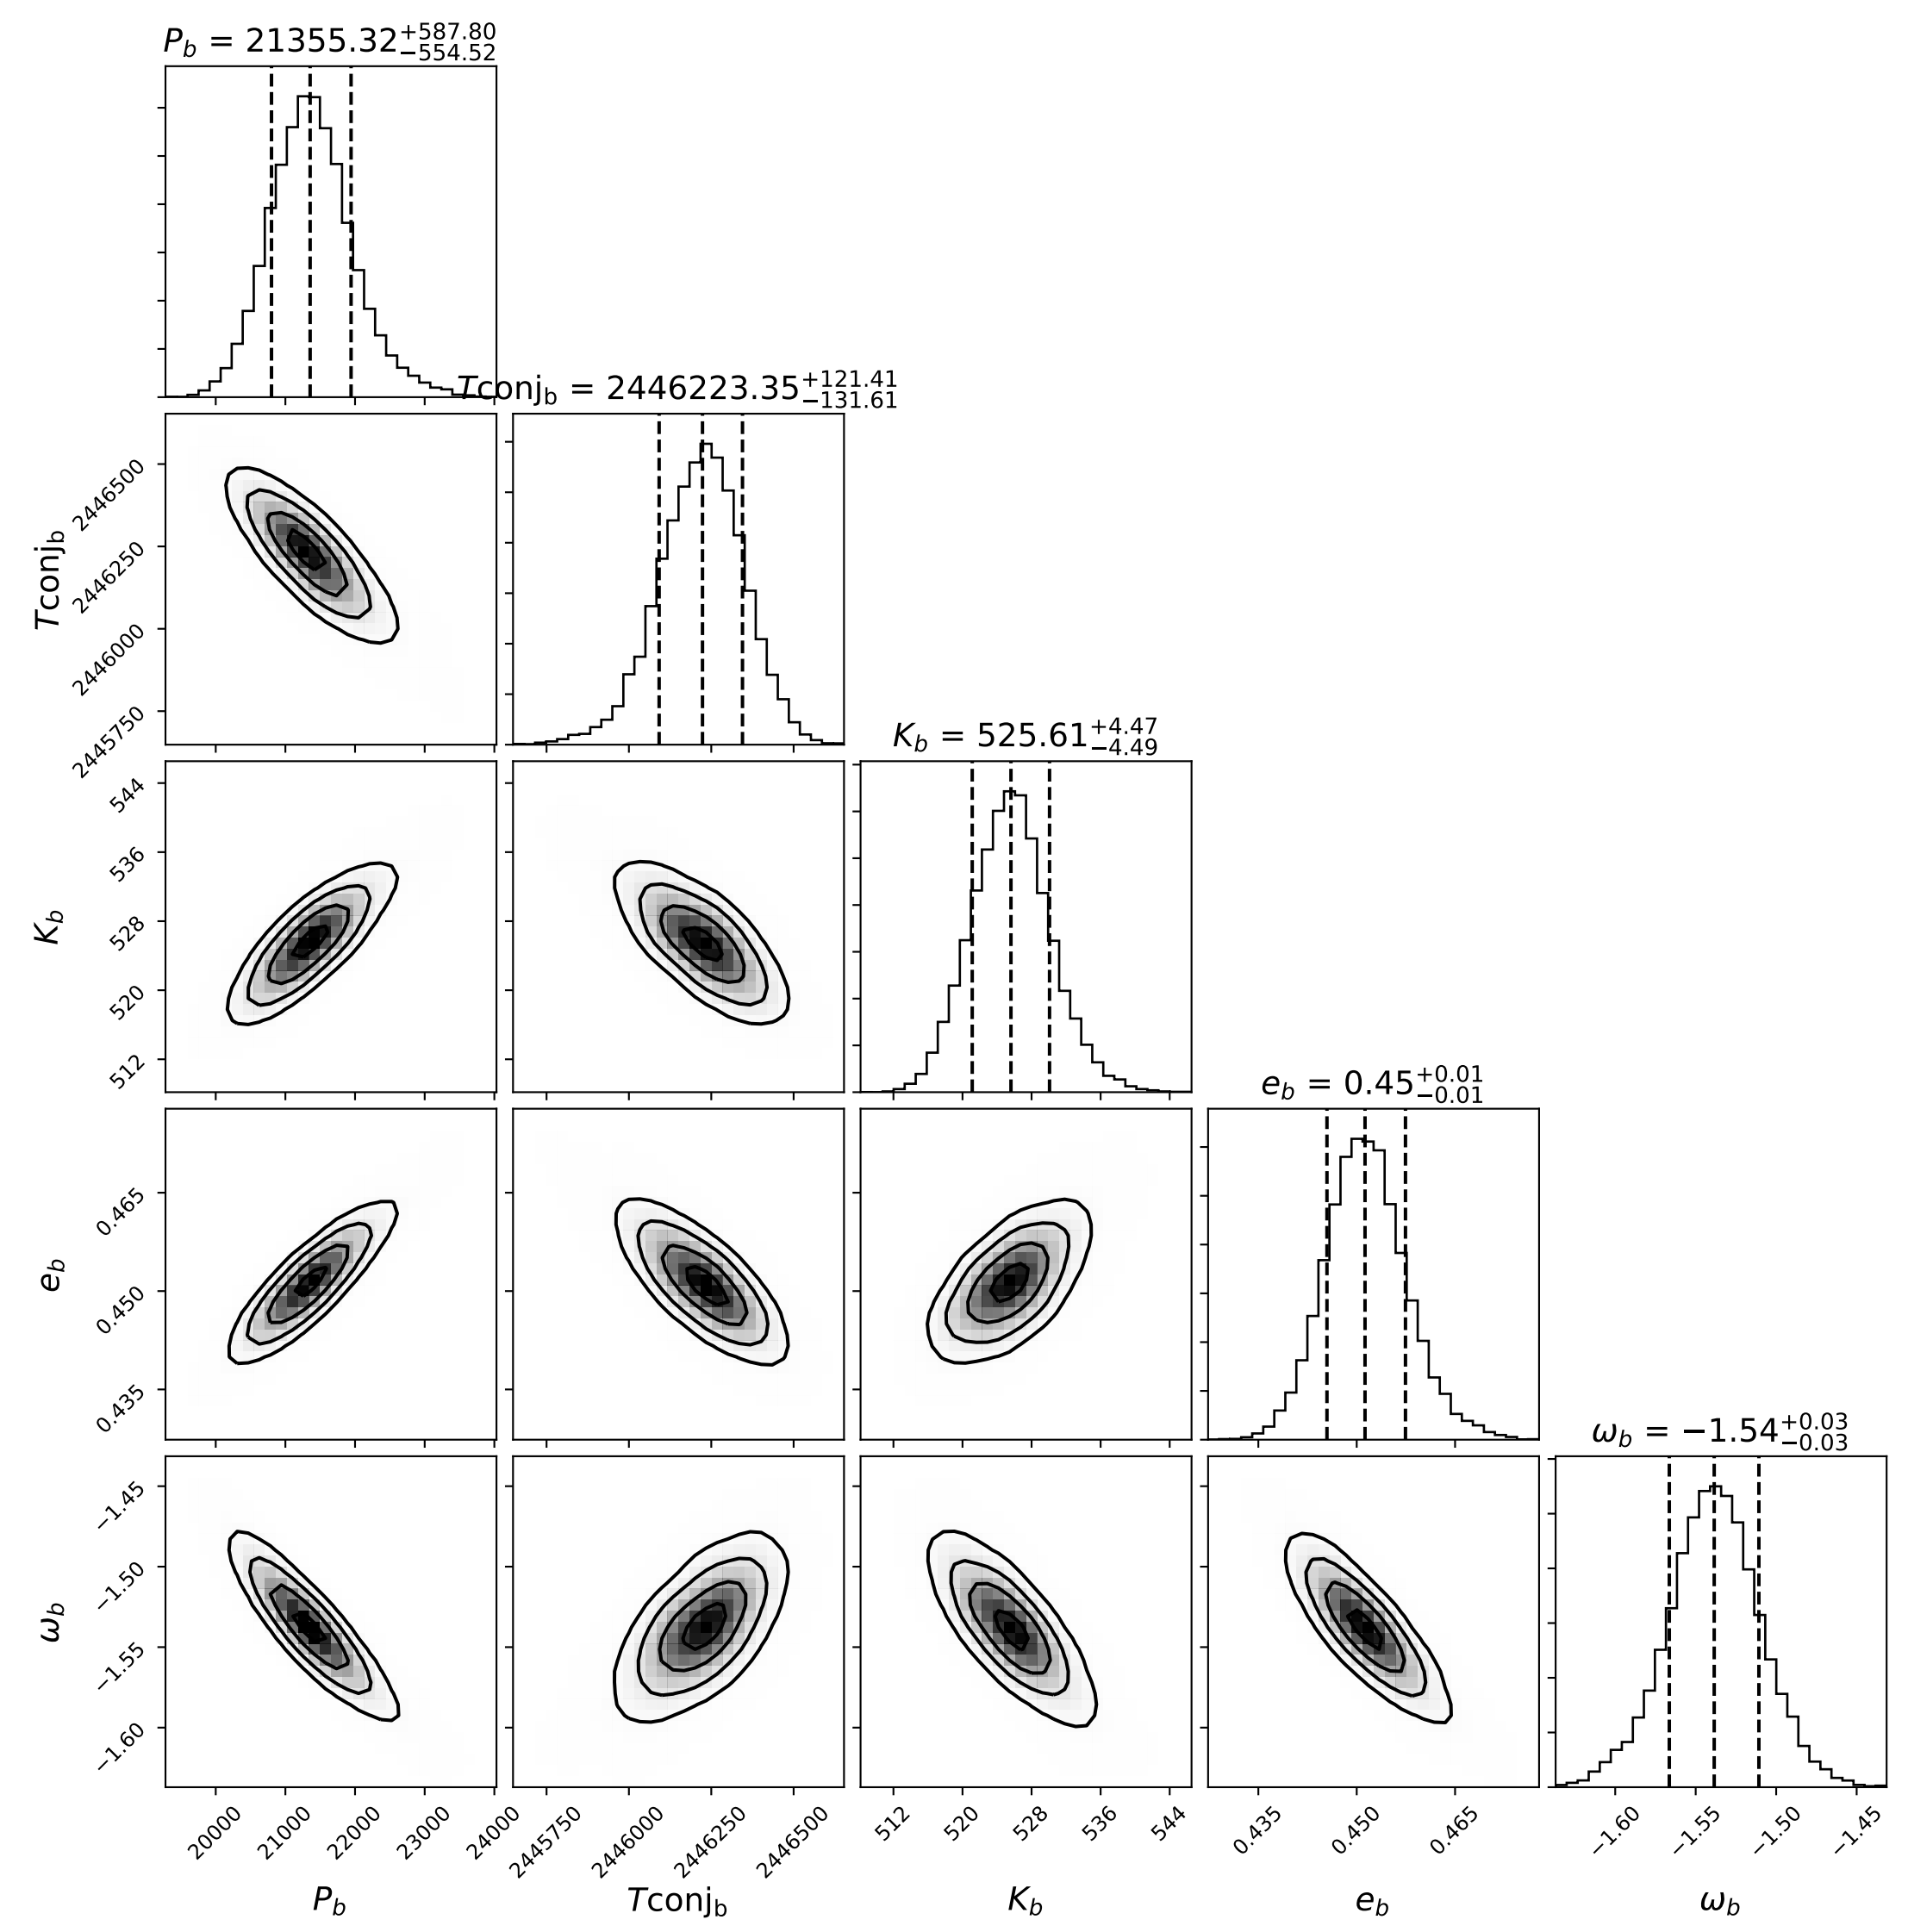 P_b = 21355.32 +587.80 −554.52
Tconj_b = 2446223.35 +121.41 −131.61
2446500
2446250
2446000
2445750
Tconj_b
K_b = 525.61 +4.47 −4.49
544
536
528
520
512
K_b
e_b = 0.45 +0.01 −0.01
0.465
0.450
0.435
e_b
ω_b = −1.54 +0.03 −0.03
−1.45
−1.50
−1.55
−1.60
ω_b
20000 21000 22000 23000 24000 2445750 2446000 2446250 2446500 512 520 528 536 544 0.435 0.450 0.465 −1.60 −1.55 −1.50 −1.45
P_b Tconj_b K_b e_b ω_b